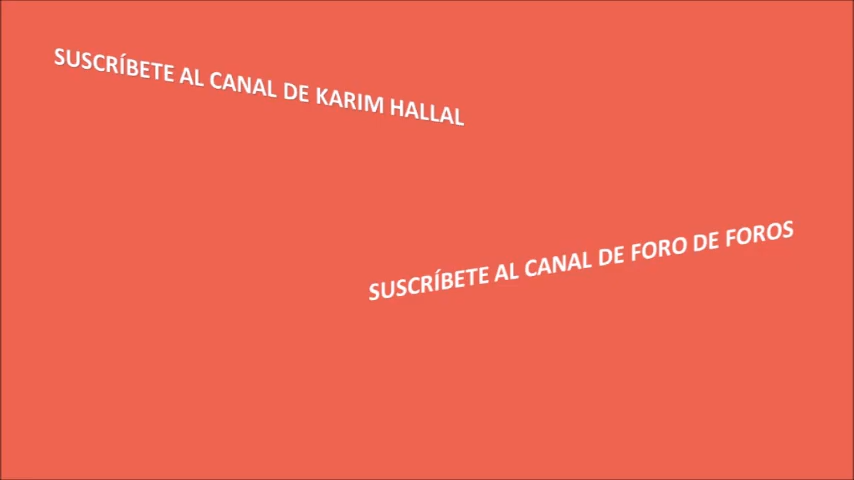 SUSCRÍBETE AL CANAL DE KARIM HALLAL
SUSCRÍBETE AL CANAL DE FORO DE FOROS